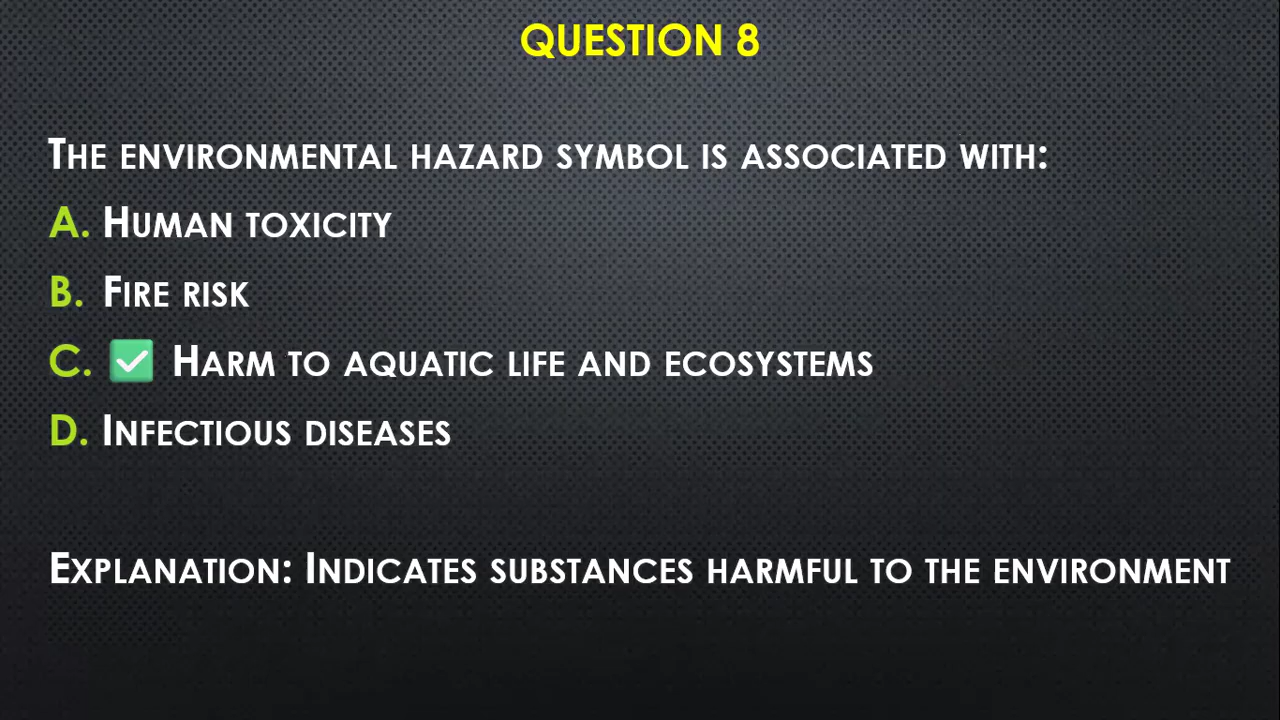 QUESTION 8
THE ENVIRONMENTAL HAZARD SYMBOL IS ASSOCIATED WITH:
A. HUMAN TOXICITY
B. FIRE RISK
C. ✅ HARM TO AQUATIC LIFE AND ECOSYSTEMS
D. INFECTIOUS DISEASES
EXPLANATION: INDICATES SUBSTANCES HARMFUL TO THE ENVIRONMENT